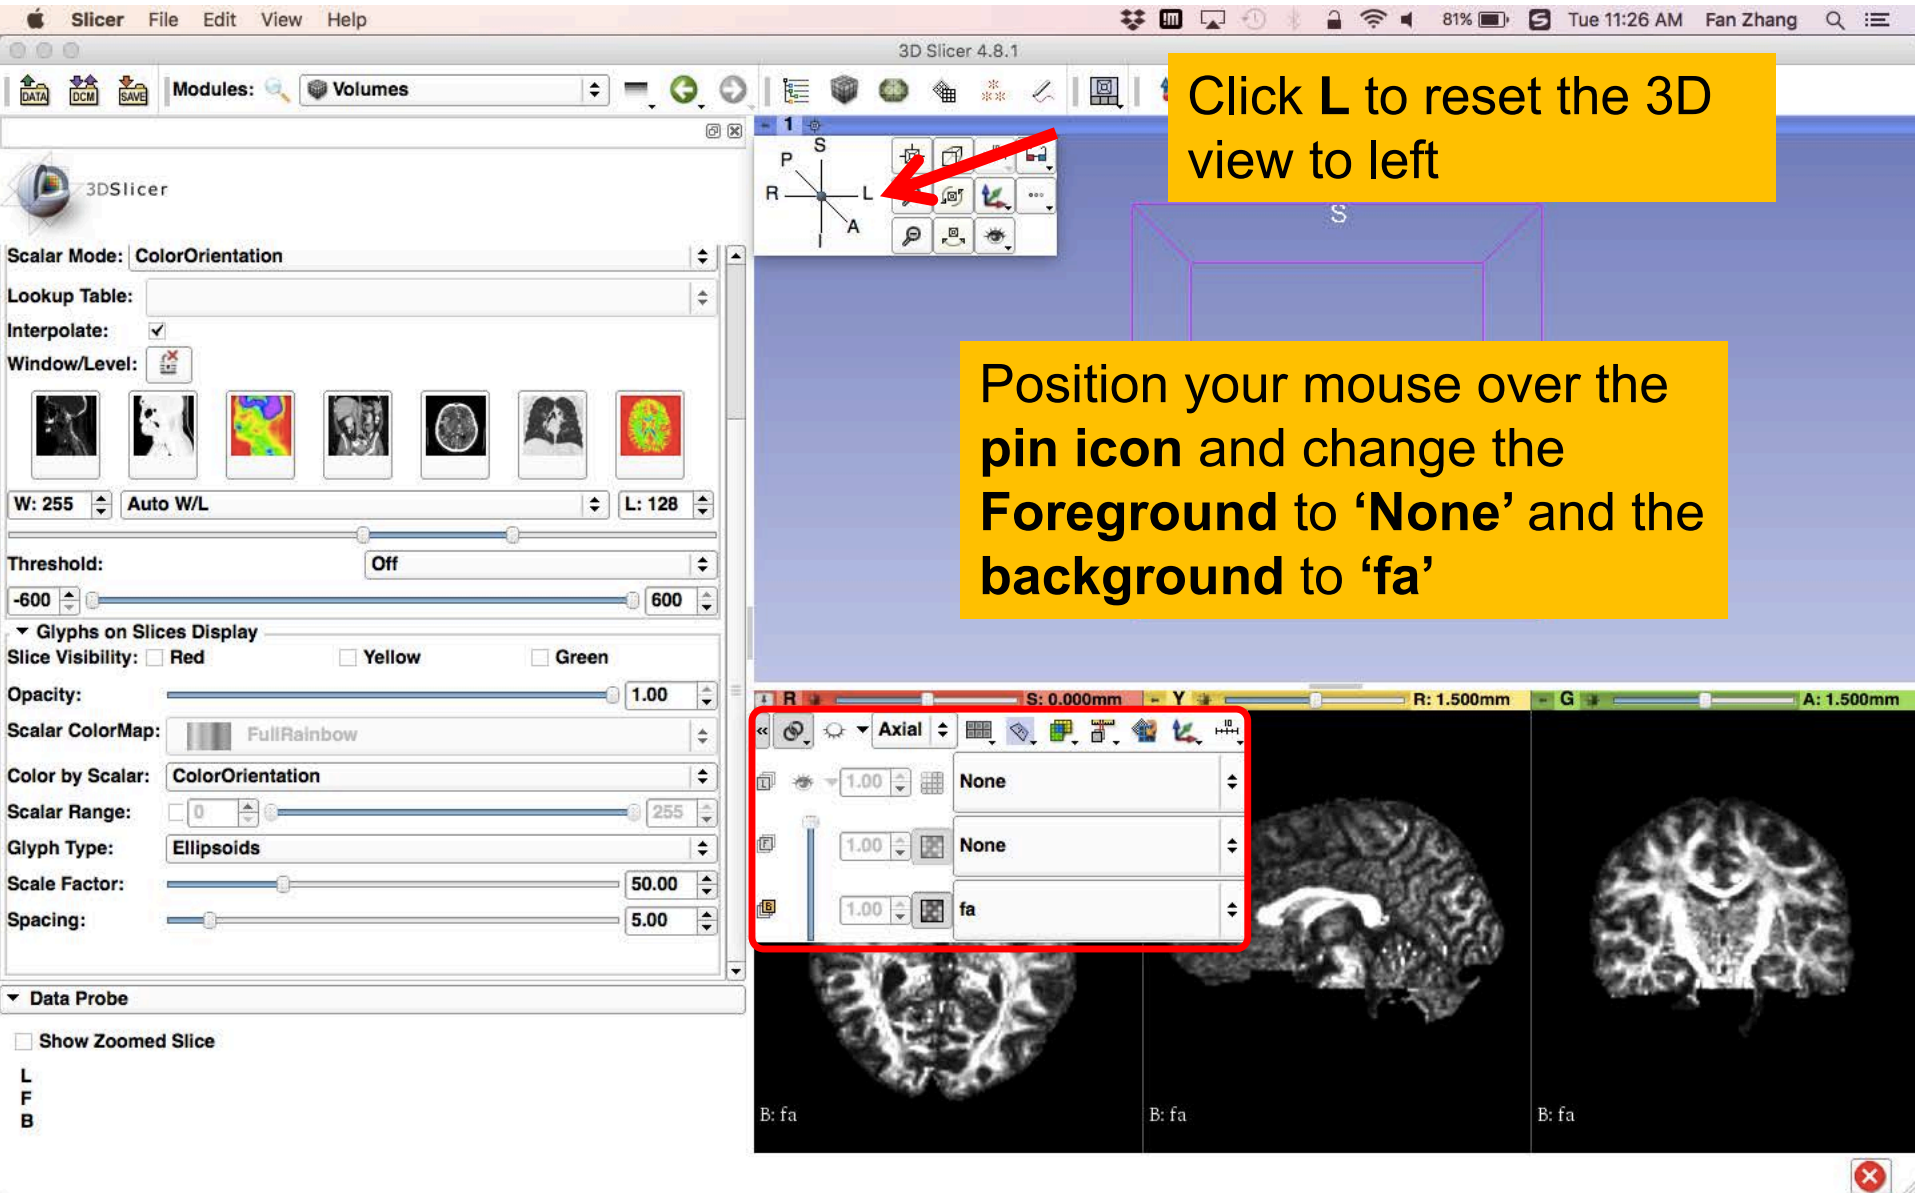 Slicer File Edit View Help 81% Tue 11:26 AM Fan Zhang
3D Slicer 4.8.1
DATA DCM SAVE Modules: Volumes
Click L to reset the 3D
view to left
1
S
P
R L
A
I
S
3DSlicer
Scalar Mode: ColorOrientation
Lookup Table:
Interpolate:
Window/Level:
W: 255 Auto W/L L: 128
Threshold: Off
-600 600
Position your mouse over the
pin icon and change the
Foreground to ‘None’ and the
background to ‘fa’
Glyphs on Slices Display
Slice Visibility: Red Yellow Green
Opacity: 1.00
Scalar ColorMap: FullRainbow
Color by Scalar: ColorOrientation
Scalar Range: 0 255
Glyph Type: Ellipsoids
Scale Factor: 50.00
Spacing: 5.00
R S: 0.000mm Y R: 1.500mm G A: 1.500mm
« Axial 10
L 1.00 None
F 1.00 None
B 1.00 fa
Data Probe
Show Zoomed Slice
L
F
B
B: fa B: fa B: fa